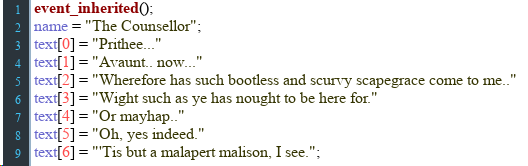 1 event_inherited();
2 name = "The Counsellor";
3 text[0] = "Prithee..."
4 text[1] = "Avaunt.. now..."
5 text[2] = "Wherefore has such bootless and scurvy scapegrace come to me.."
6 text[3] = "Wight such as ye has nought to be here for."
7 text[4] = "Or mayhap.."
8 text[5] = "Oh, yes indeed."
9 text[6] = "'Tis but a malapert malison, I see.";